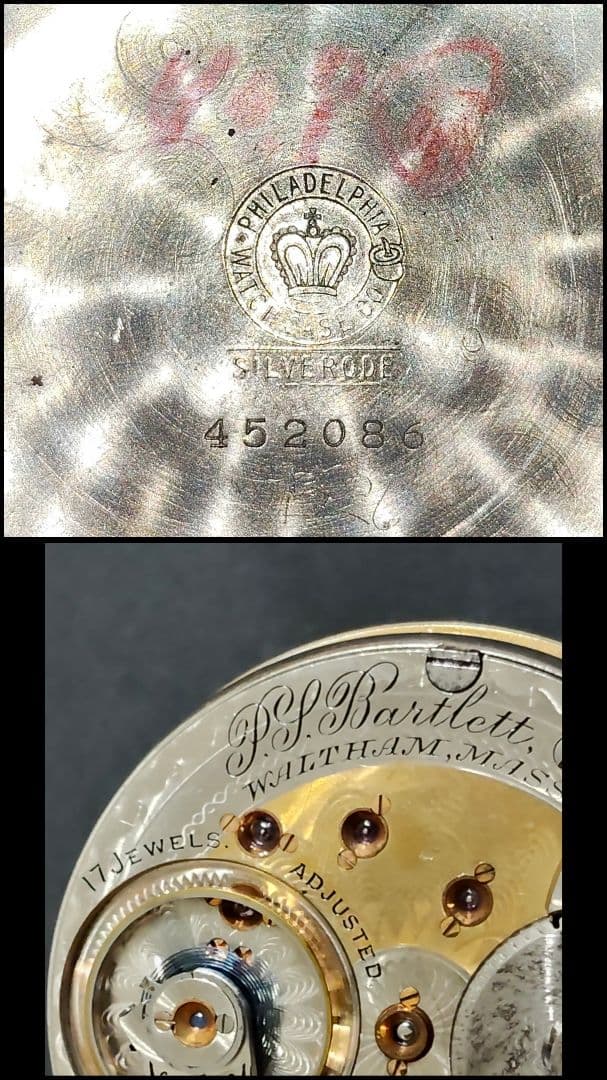 PHILADELPHIA
SILVERODE
452086
P.S. Bartlett,
WALTHAM, MASS
17 JEWELS.
ADJUSTED